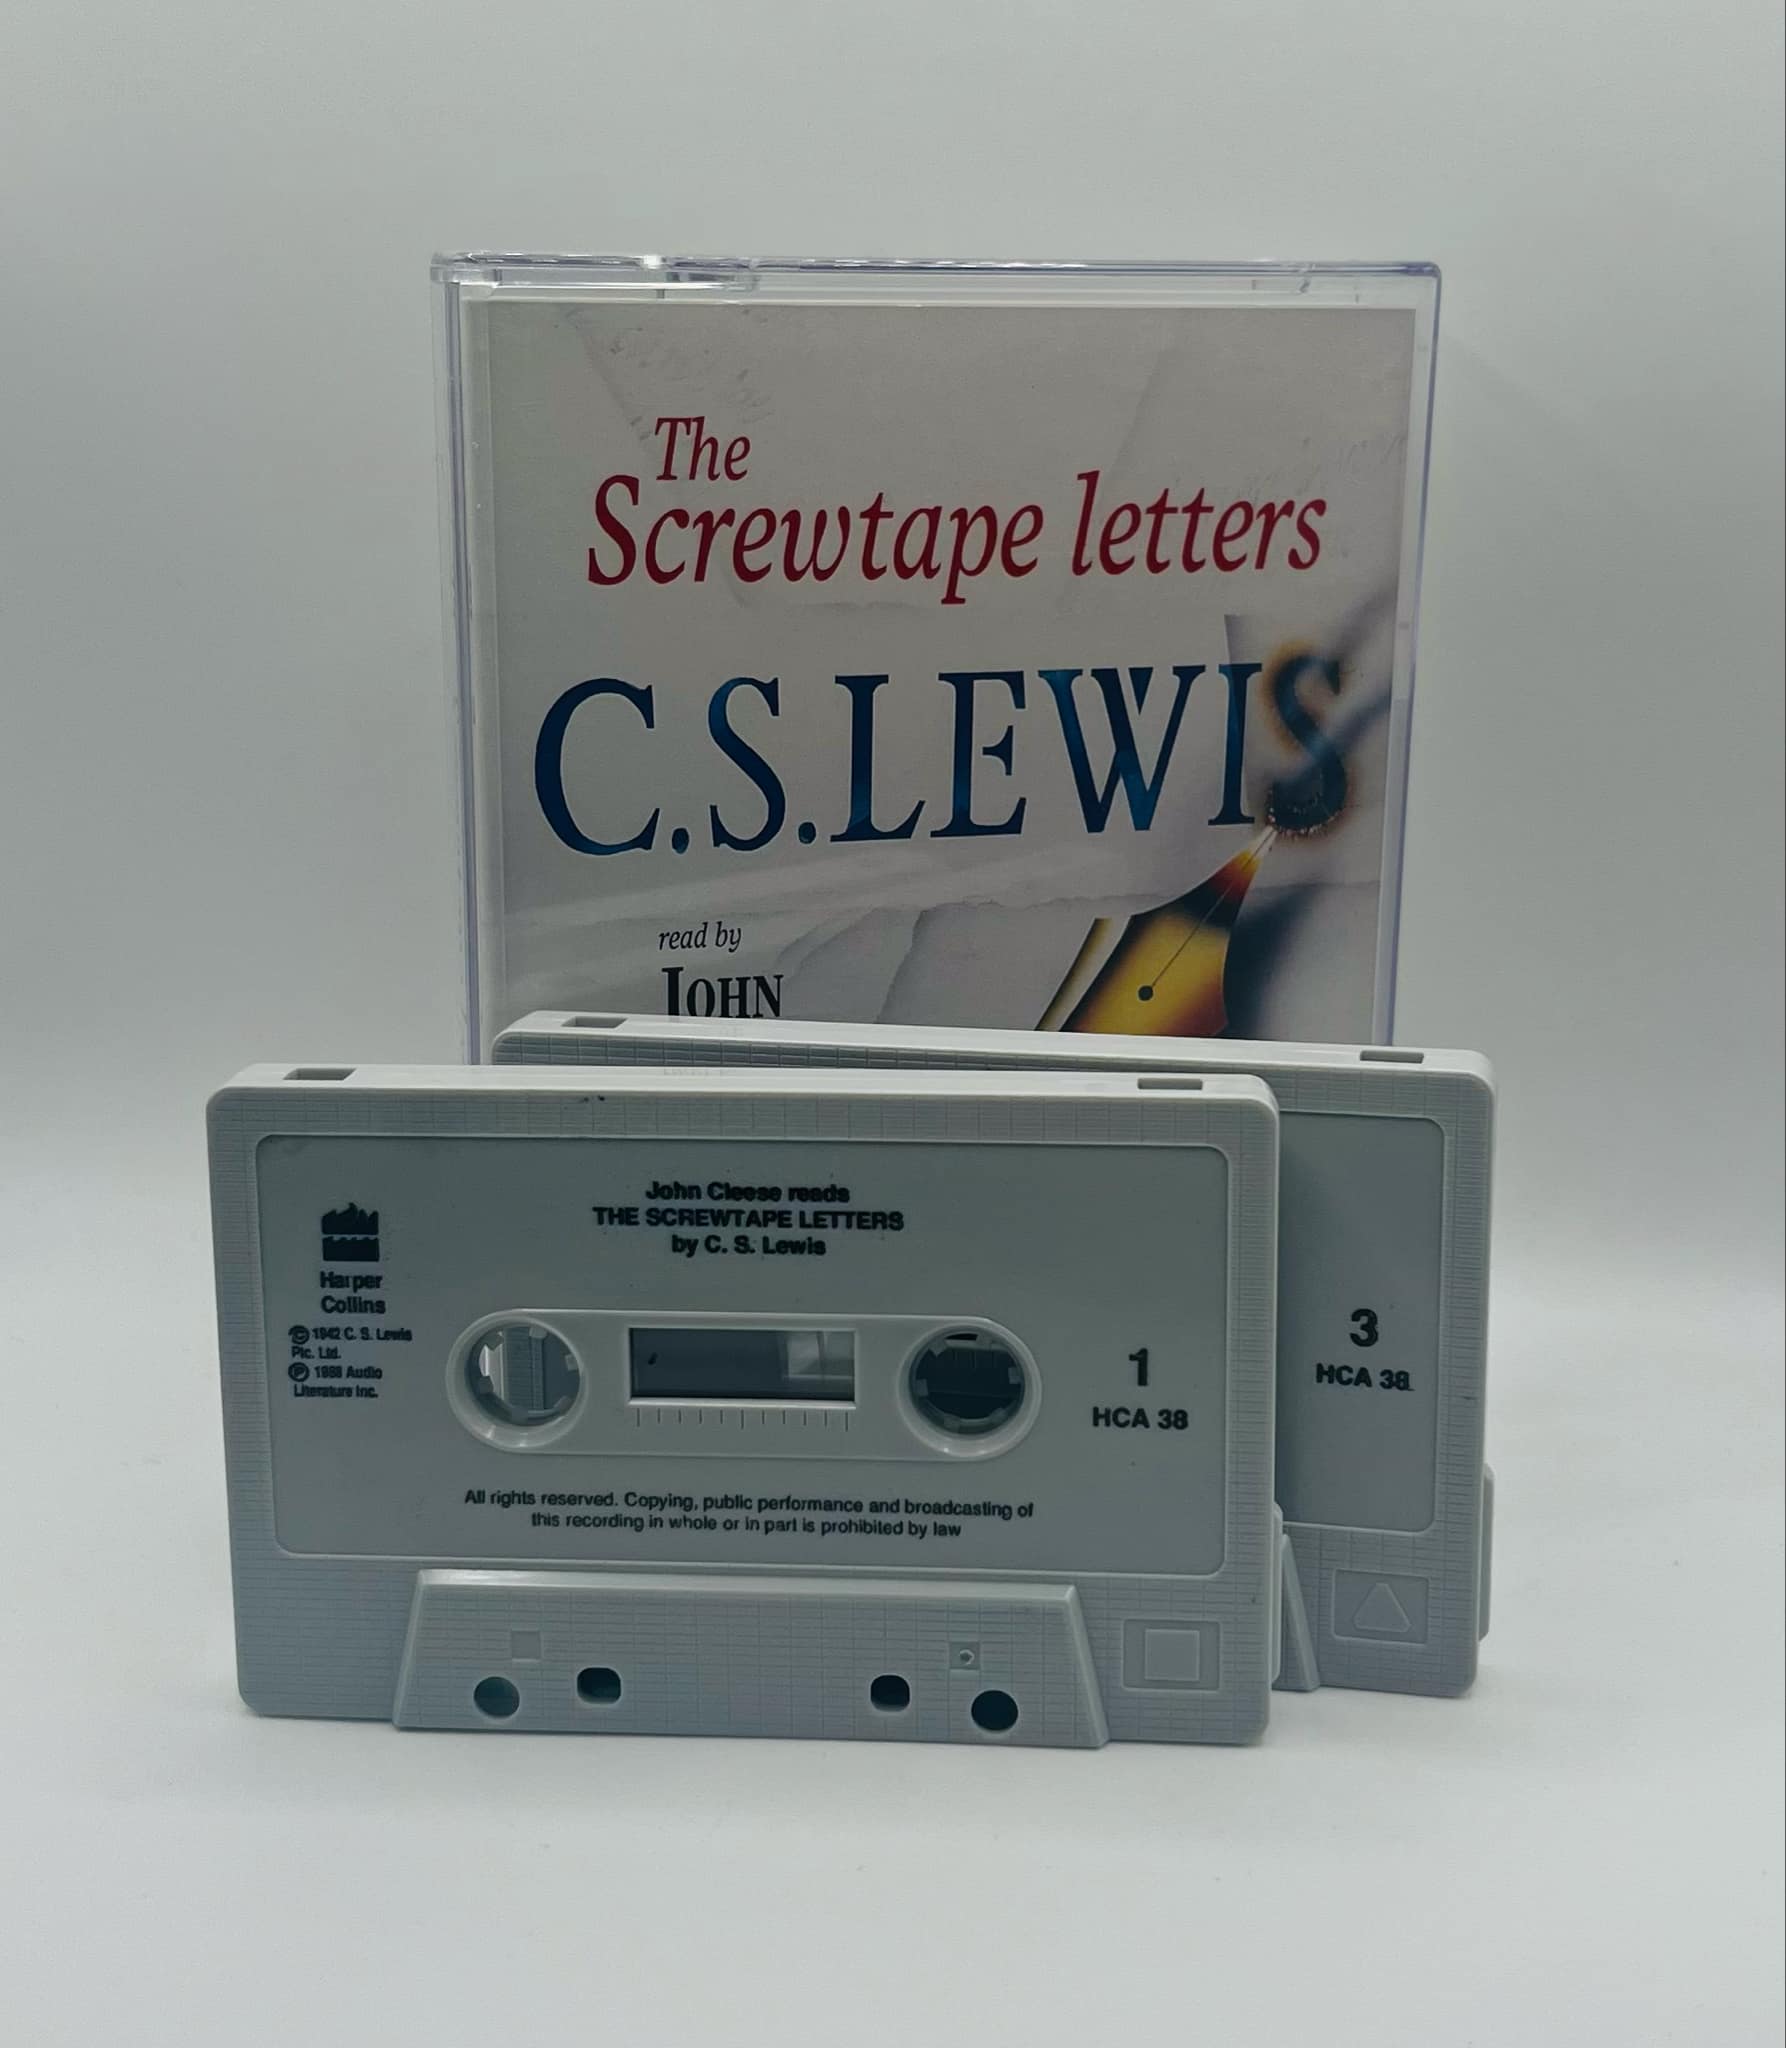 The
Screwtape letters
C.S.LEWIS
read by
JOHN
John Cleese reads
THE SCREWTAPE LETTERS
by C. S. Lewis
Harper
Collins
© 1942 C. S. Lewis
Pte. Ltd.
℗ 1988 Audio
Literature Inc.
1
HCA 38
All rights reserved. Copying, public performance and broadcasting of
this recording in whole or in part is prohibited by law
3
HCA 38